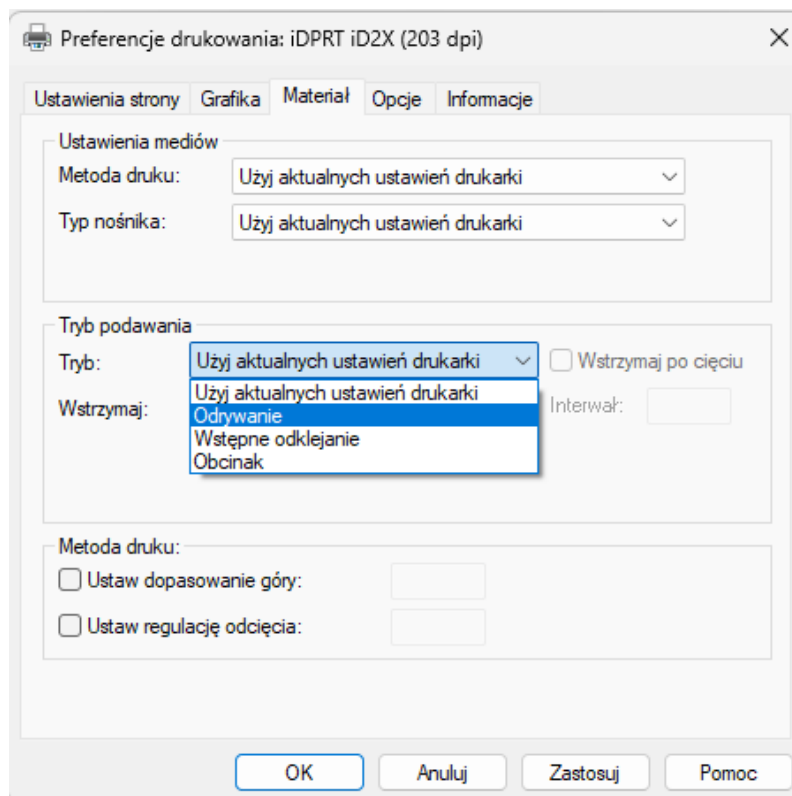 Preferencje drukowania: iDPRT iD2X (203 dpi)
Ustawienia strony Grafika Materiał Opcje Informacje
Ustawienia mediów
Metoda druku: Użyj aktualnych ustawień drukarki
Typ nośnika: Użyj aktualnych ustawień drukarki
Tryb podawania
Tryb: Użyj aktualnych ustawień drukarki Wstrzymaj po cięciu
Użyj aktualnych ustawień drukarki
Wstrzymaj: Odrywanie Interwał:
Wstępne odklejanie
Obcinak
Metoda druku:
Ustaw dopasowanie góry:
Ustaw regulację odcięcia:
OK Anuluj Zastosuj Pomoc